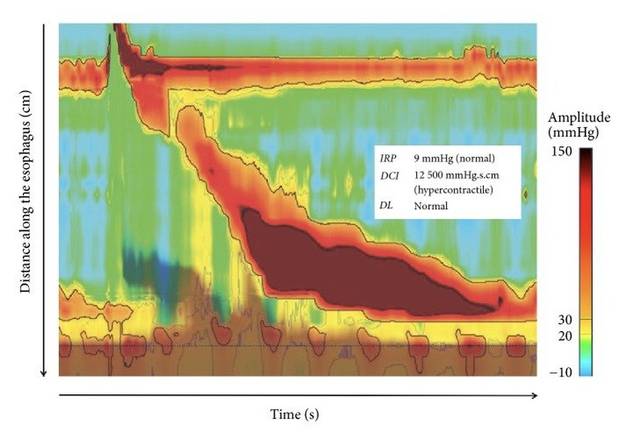 Distance along the esophagus (cm)
Amplitude
(mmHg)
150
IRP 9 mmHg (normal)
DCI 12 500 mmHg.s.cm
(hypercontractile)
DL Normal
30
20
−10
Time (s)